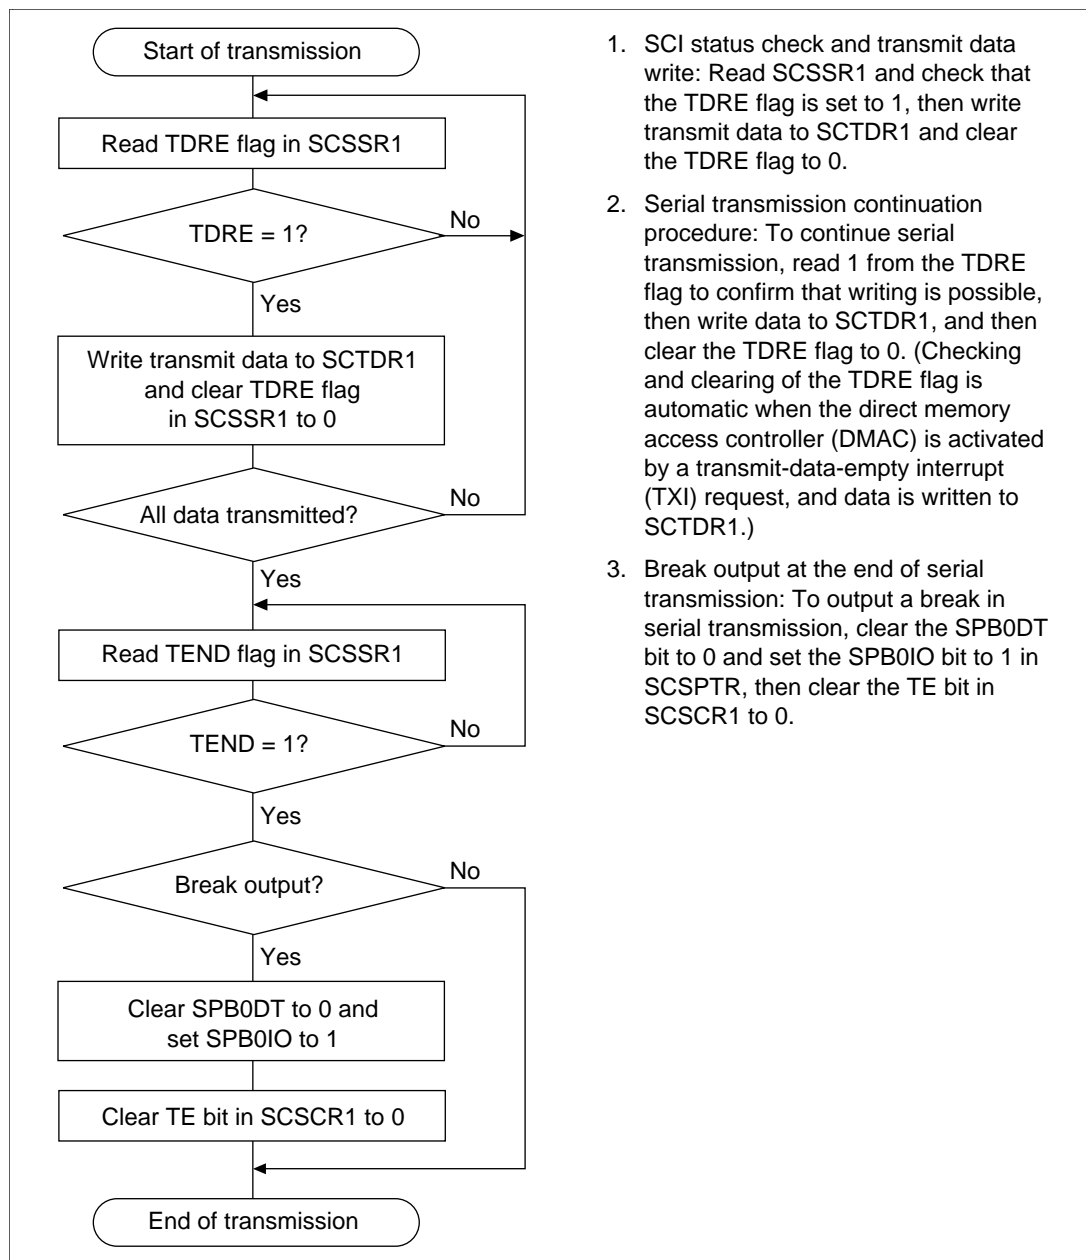 Start of transmission
Read TDRE flag in SCSSR1
TDRE = 1?
No
Yes
Write transmit data to SCTDR1
and clear TDRE flag
in SCSSR1 to 0
All data transmitted?
No
Yes
Read TEND flag in SCSSR1
TEND = 1?
No
Yes
Break output?
No
Yes
Clear SPB0DT to 0 and
set SPB0IO to 1
Clear TE bit in SCSCR1 to 0
End of transmission
1. SCI status check and transmit data
write: Read SCSSR1 and check that
the TDRE flag is set to 1, then write
transmit data to SCTDR1 and clear
the TDRE flag to 0.
2. Serial transmission continuation
procedure: To continue serial
transmission, read 1 from the TDRE
flag to confirm that writing is possible,
then write data to SCTDR1, and then
clear the TDRE flag to 0. (Checking
and clearing of the TDRE flag is
automatic when the direct memory
access controller (DMAC) is activated
by a transmit-data-empty interrupt
(TXI) request, and data is written to
SCTDR1.)
3. Break output at the end of serial
transmission: To output a break in
serial transmission, clear the SPB0DT
bit to 0 and set the SPB0IO bit to 1 in
SCSPTR, then clear the TE bit in
SCSCR1 to 0.